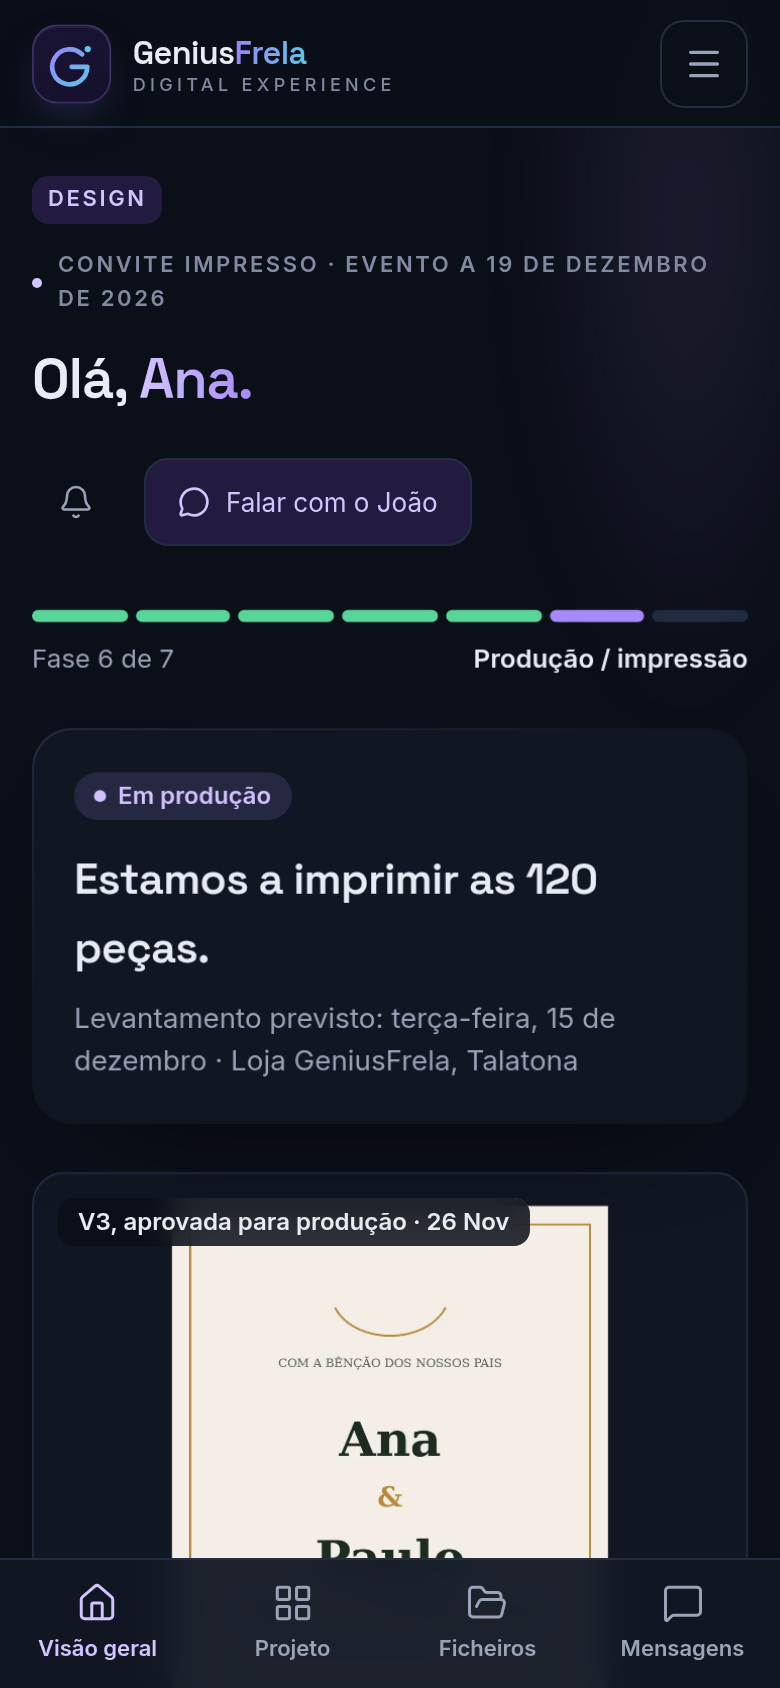 GeniusFrela
DIGITAL EXPERIENCE
DESIGN
CONVITE IMPRESSO · EVENTO A 19 DE DEZEMBRO
DE 2026
Olá, Ana.
Falar com o João
Fase 6 de 7
Produção / impressão
Em produção
Estamos a imprimir as 120
peças.
Levantamento previsto: terça-feira, 15 de
dezembro · Loja GeniusFrela, Talatona
V3, aprovada para produção · 26 Nov
COM A BÊNÇÃO DOS NOSSOS PAIS
Ana
&
Paulo
Visão geral
Projeto
Ficheiros
Mensagens